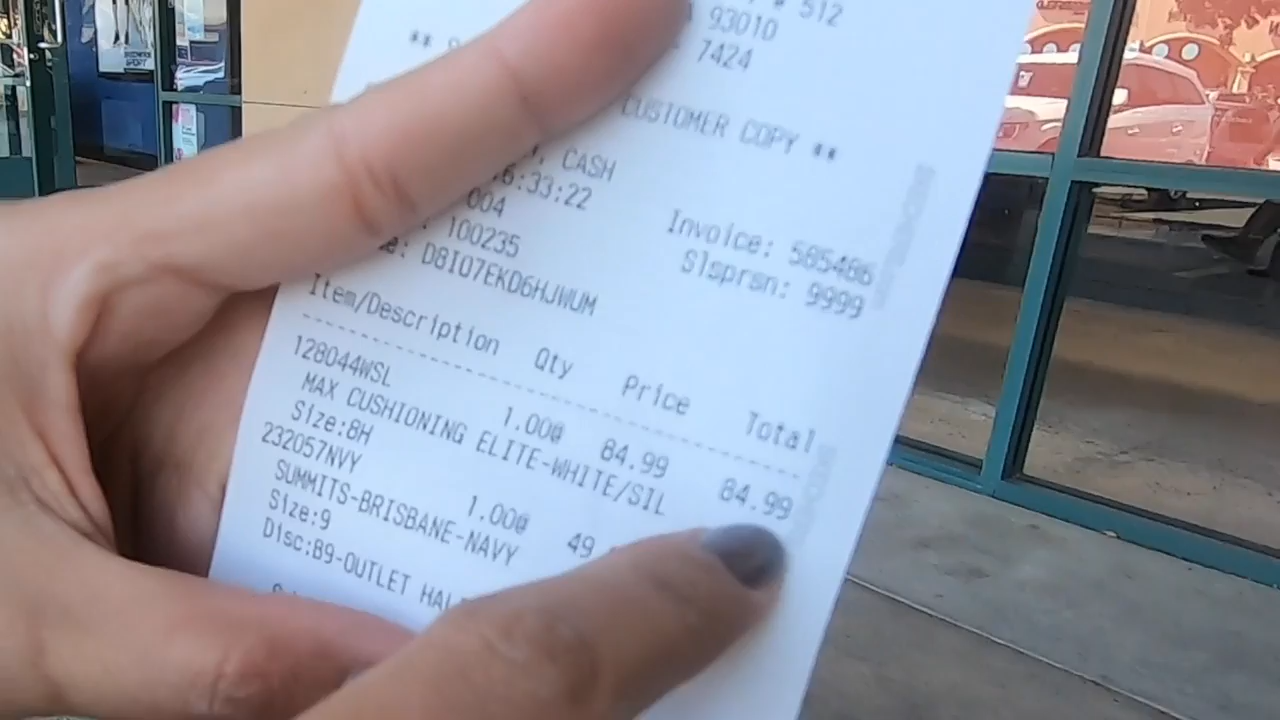 512
93010
7424
**
CUSTOMER COPY **
CASH
6:33:22
004
Invoice: 585486
100235
Slsprsn: 9999
e: D8I07EKD6HJWUM
Item/Description Qty Price Total
128044WSL
1.00@ 84.99 84.99
MAX CUSHIONING ELITE-WHITE/SIL
Size:8H
232057NVY
1.00@ 49
SUMMITS-BRISBANE-NAVY
Size:9
Disc:B9-OUTLET HAL